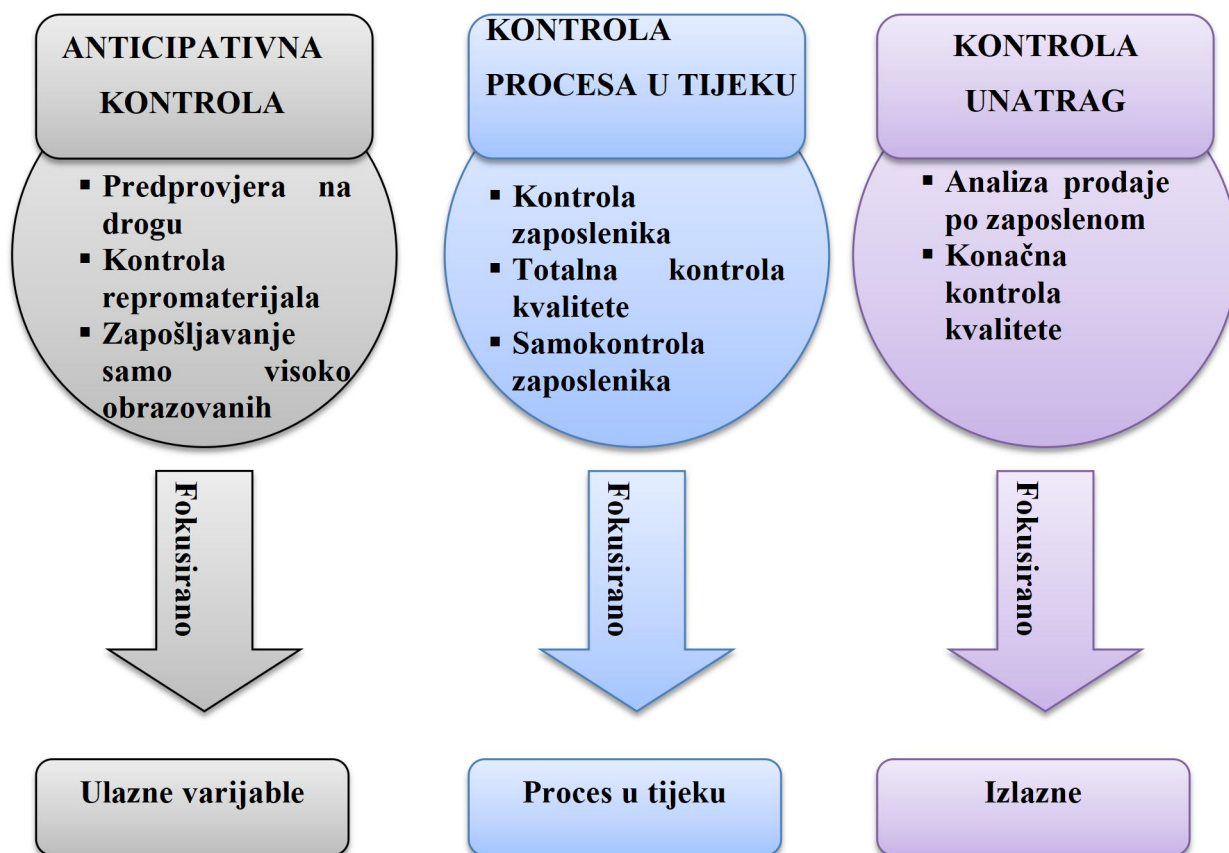 ANTICIPATIVNA
KONTROLA
▪ Predprovjera na
drogu
▪ Kontrola
repromaterijala
▪ Zapošljavanje
samo visoko
obrazovanih
Fokusirano
Ulazne varijable
KONTROLA
PROCESA U TIJEKU
▪ Kontrola
zaposlenika
▪ Totalna kontrola
kvalitete
▪ Samokontrola
zaposlenika
Fokusirano
Proces u tijeku
KONTROLA
UNATRAG
▪ Analiza prodaje
po zaposlenom
▪ Konačna
kontrola
kvalitete
Fokusirano
Izlazne